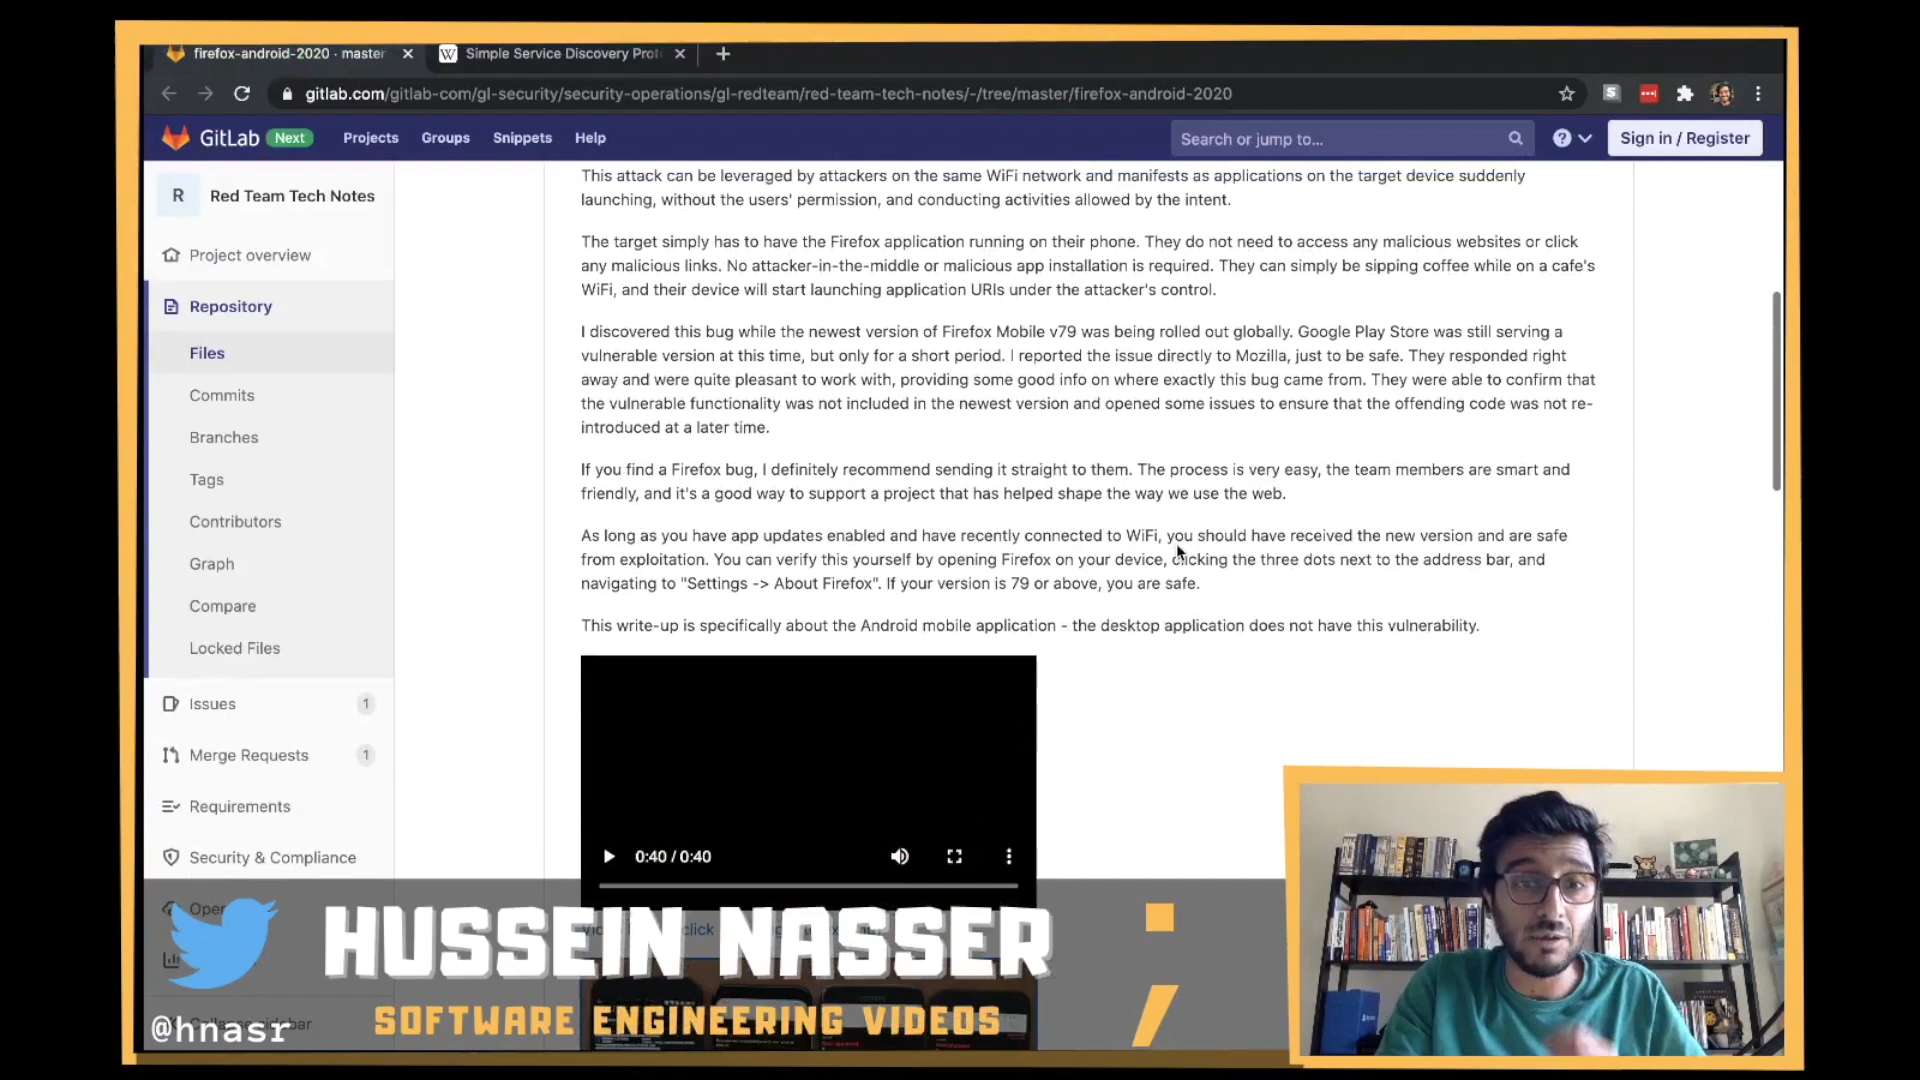 firefox-android-2020 · master
Simple Service Discovery Prot
gitlab.com/gitlab-com/gl-security/security-operations/gl-redteam/red-team-tech-notes/-/tree/master/firefox-android-2020
GitLab Next Projects Groups Snippets Help Search or jump to... Sign in / Register
R Red Team Tech Notes
Project overview
Repository
Files
Commits
Branches
Tags
Contributors
Graph
Compare
Locked Files
Issues 1
Merge Requests 1
Requirements
Security & Compliance
This attack can be leveraged by attackers on the same WiFi network and manifests as applications on the target device suddenly
launching, without the users' permission, and conducting activities allowed by the intent.
The target simply has to have the Firefox application running on their phone. They do not need to access any malicious websites or click
any malicious links. No attacker-in-the-middle or malicious app installation is required. They can simply be sipping coffee while on a cafe's
WiFi, and their device will start launching application URIs under the attacker's control.
I discovered this bug while the newest version of Firefox Mobile v79 was being rolled out globally. Google Play Store was still serving a
vulnerable version at this time, but only for a short period. I reported the issue directly to Mozilla, just to be safe. They responded right
away and were quite pleasant to work with, providing some good info on where exactly this bug came from. They were able to confirm that
the vulnerable functionality was not included in the newest version and opened some issues to ensure that the offending code was not re-
introduced at a later time.
If you find a Firefox bug, I definitely recommend sending it straight to them. The process is very easy, the team members are smart and
friendly, and it's a good way to support a project that has helped shape the way we use the web.
As long as you have app updates enabled and have recently connected to WiFi, you should have received the new version and are safe
from exploitation. You can verify this yourself by opening Firefox on your device, clicking the three dots next to the address bar, and
navigating to "Settings -> About Firefox". If your version is 79 or above, you are safe.
This write-up is specifically about the Android mobile application - the desktop application does not have this vulnerability.
0:40 / 0:40
click
HUSSEIN NASSER
SOFTWARE ENGINEERING VIDEOS
;
@hnasr